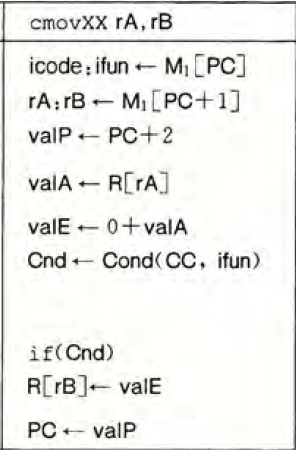 cmovXX rA, rB
icode:ifun ← M₁[PC]
rA:rB ← M₁[PC+1]
valP ← PC+2
valA ← R[rA]
valE ← 0+valA
Cnd ← Cond(CC, ifun)
if(Cnd)
R[rB]← valE
PC ← valP